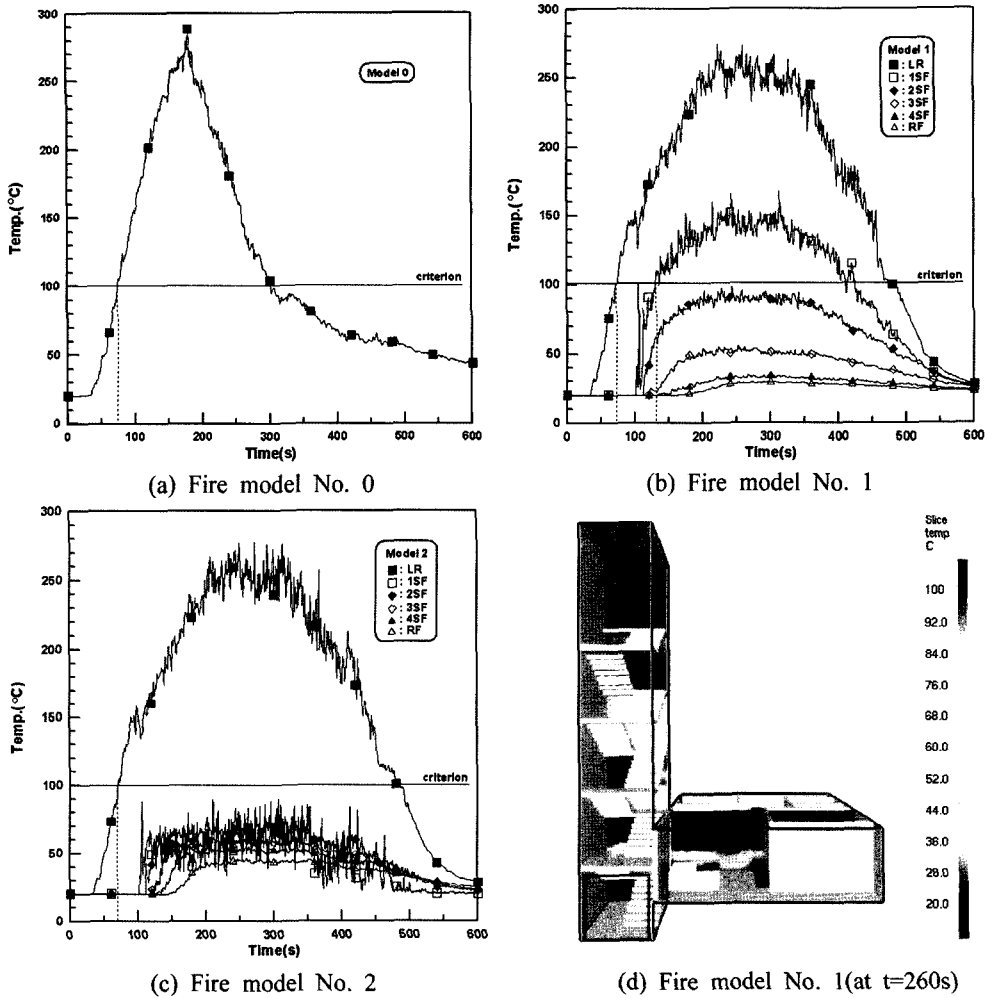 300
250
200
150
100
50
0
Temp.(°C)
Model 0
criterion
0 100 200 300 400 500 600
Time(s)
(a) Fire model No. 0
300
250
200
150
100
50
0
Temp.(°C)
Model 1
: LR
: 1SF
: 2SF
: 3SF
: 4SF
: RF
criterion
0 100 200 300 400 500 600
Time(s)
(b) Fire model No. 1
300
250
200
150
100
50
0
Temp.(°C)
Model 2
: LR
: 1SF
: 2SF
: 3SF
: 4SF
: RF
criterion
0 100 200 300 400 500 600
Time(s)
(c) Fire model No. 2
Slice
temp
C
100
92.0
84.0
76.0
68.0
60.0
52.0
44.0
36.0
28.0
20.0
(d) Fire model No. 1(at t=260s)